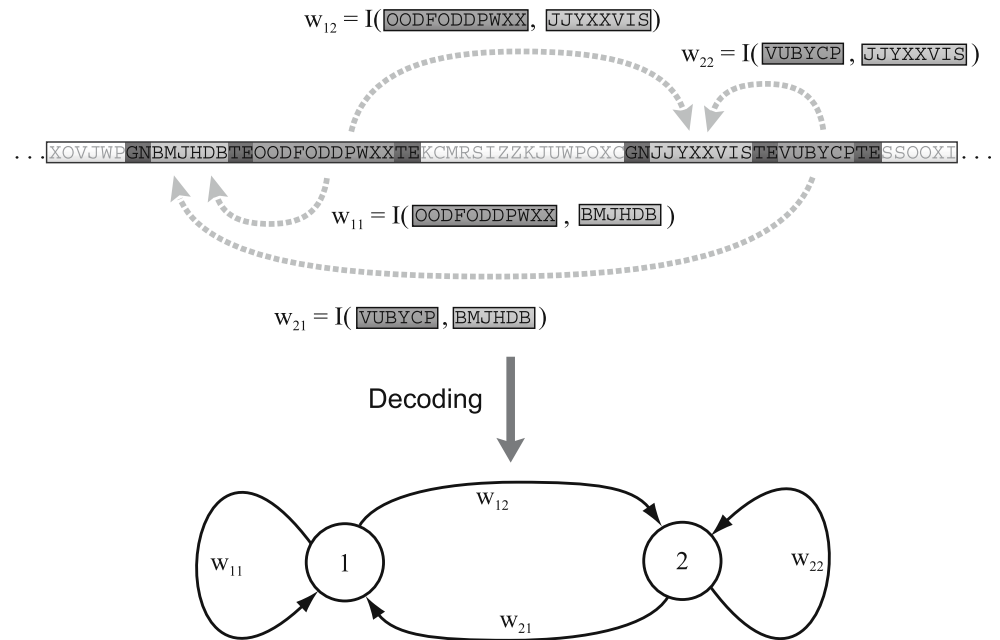 w12 = I( OODFODDPWXX , JJYXXVIS )
w22 = I( VUBYCP , JJYXXVIS )
...XOVJWPGNBMJHDBTEOODFODDPWXXTEKCMRSIZZKJUWPOXCGNJJYXXVISTEVUBYCPTESSOOXI...
w11 = I( OODFODDPWXX , BMJHDB )
w21 = I( VUBYCP , BMJHDB )
Decoding
w12
w11 1 2 w22
w21